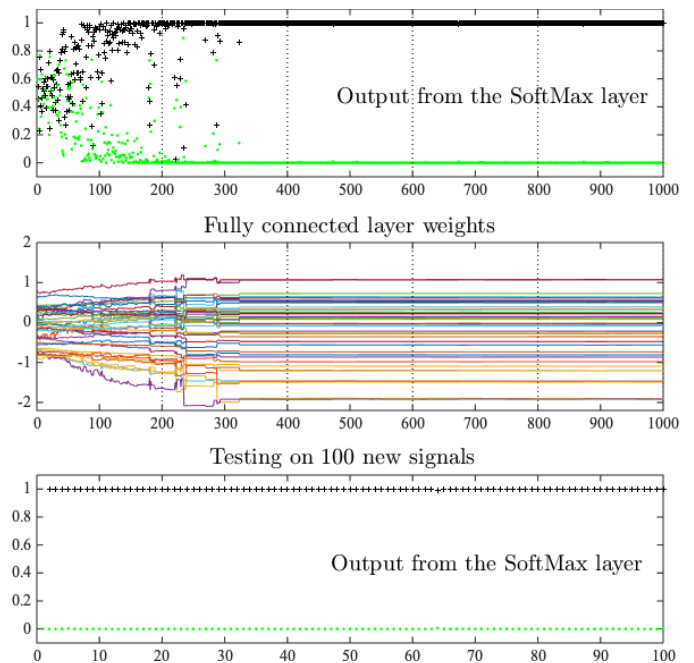 1
0.8
0.6
0.4
0.2
0
Output from the SoftMax layer
0 100 200 300 400 500 600 700 800 900 1000
Fully connected layer weights
2
1
0
-1
-2
0 100 200 300 400 500 600 700 800 900 1000
Testing on 100 new signals
1
0.8
0.6
0.4
0.2
0
Output from the SoftMax layer
0 10 20 30 40 50 60 70 80 90 100